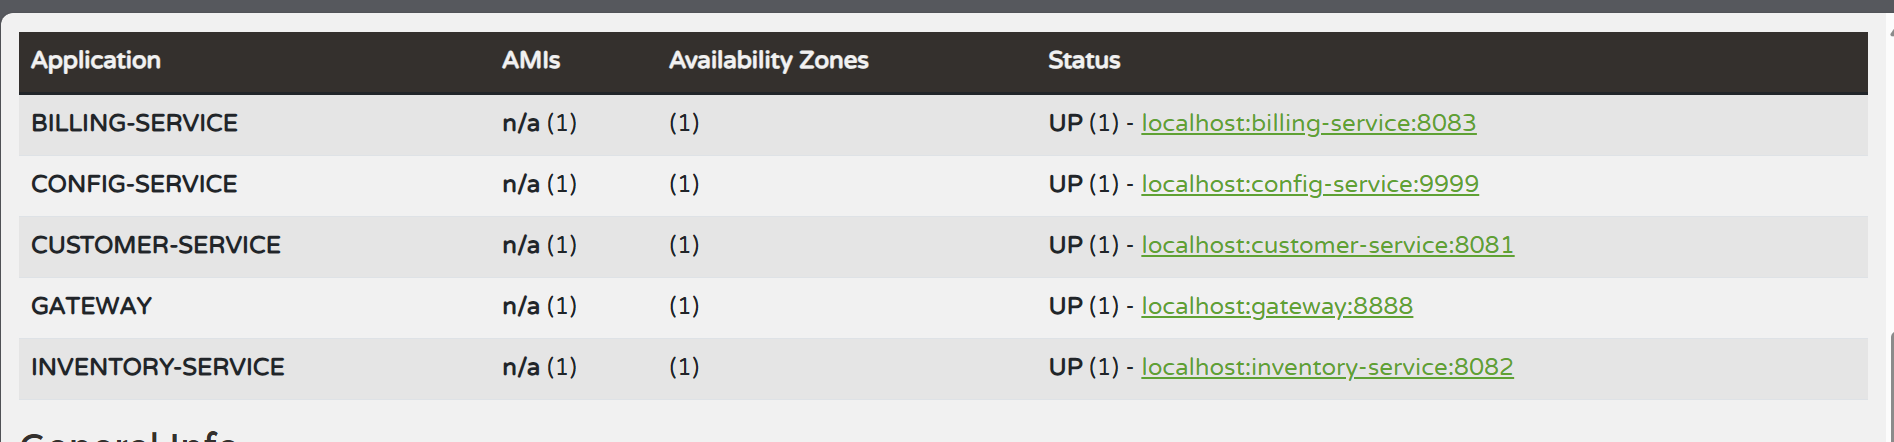 Application AMIs Availability Zones Status
BILLING-SERVICE n/a (1) (1) UP (1) - localhost:billing-service:8083
CONFIG-SERVICE n/a (1) (1) UP (1) - localhost:config-service:9999
CUSTOMER-SERVICE n/a (1) (1) UP (1) - localhost:customer-service:8081
GATEWAY n/a (1) (1) UP (1) - localhost:gateway:8888
INVENTORY-SERVICE n/a (1) (1) UP (1) - localhost:inventory-service:8082
General Info